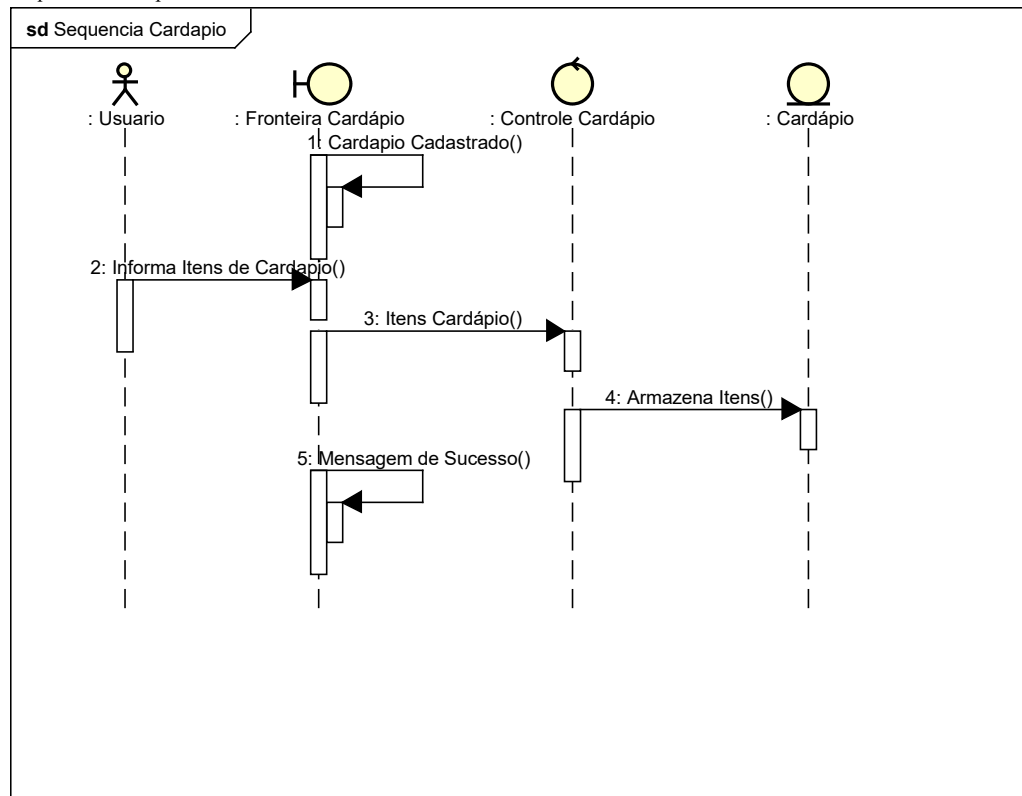 sd Sequencia Cardapio
: Usuario
: Fronteira Cardápio
: Controle Cardápio
: Cardápio
1: Cardapio Cadastrado()
2: Informa Itens de Cardapio()
3: Itens Cardápio()
4: Armazena Itens()
5: Mensagem de Sucesso()